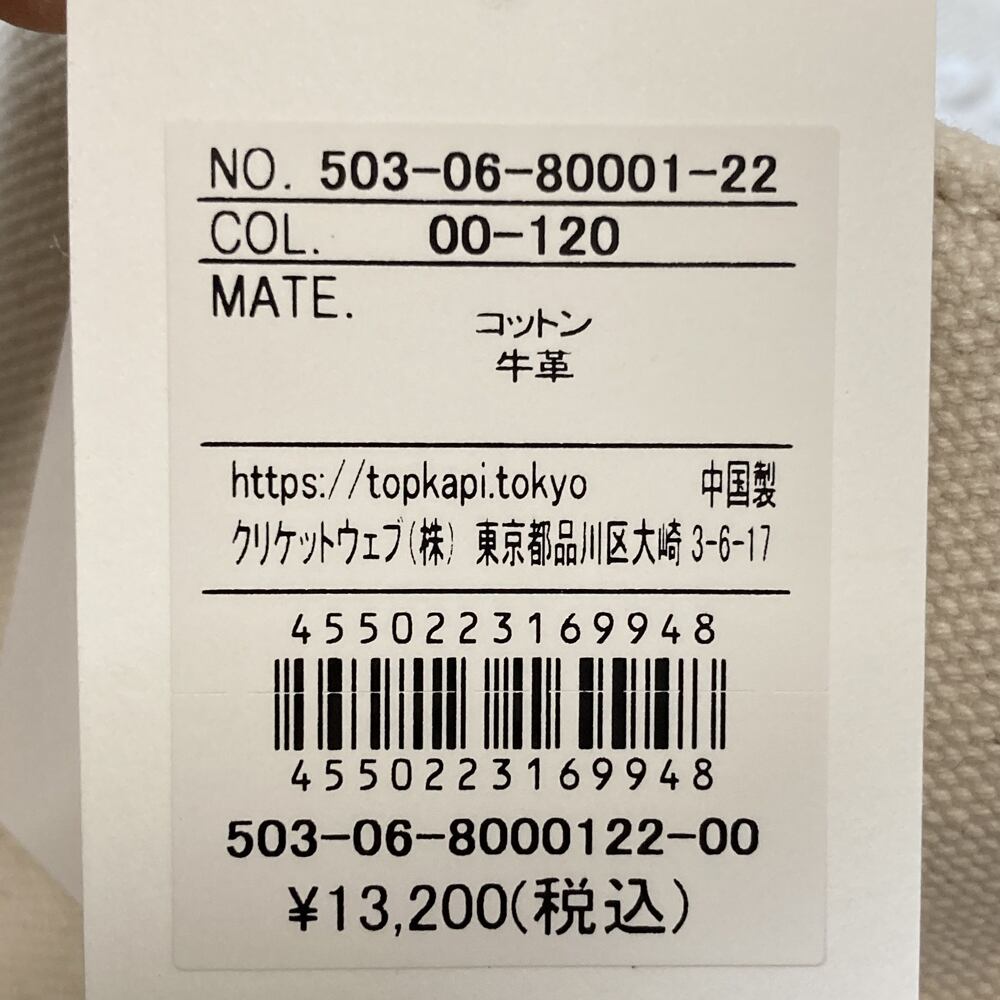 NO. 503-06-80001-22
COL. 00-120
MATE.
コットン
牛革
https://topkapi.tokyo 中国製
クリケットウェブ(株) 東京都品川区大崎 3-6-17
4550223169948
4550223169948
503-06-8000122-00
¥13,200(税込)